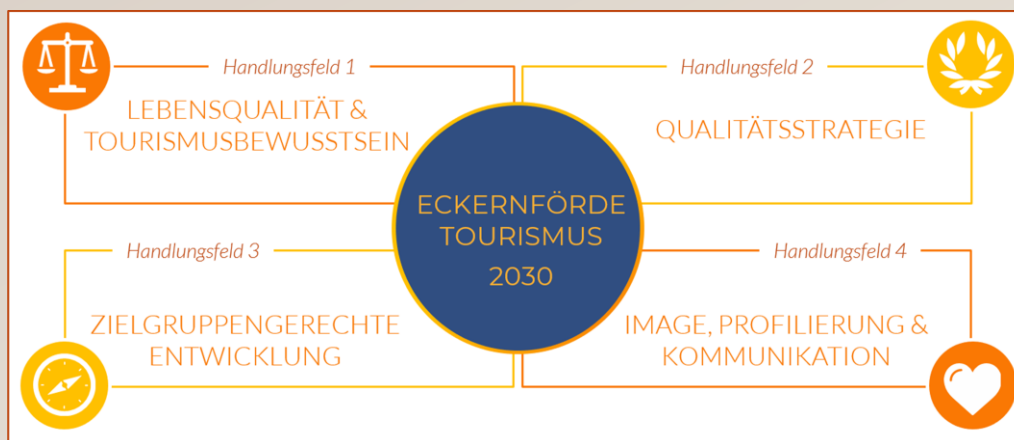 Handlungsfeld 1
LEBENSQUALITÄT &
TOURISMUSBEWUSSTSEIN
Handlungsfeld 2
QUALITÄTSSTRATEGIE
ECKERNFÖRDE
TOURISMUS
2030
Handlungsfeld 3
ZIELGRUPPENGERECHTE
ENTWICKLUNG
Handlungsfeld 4
IMAGE, PROFILIERUNG &
KOMMUNIKATION